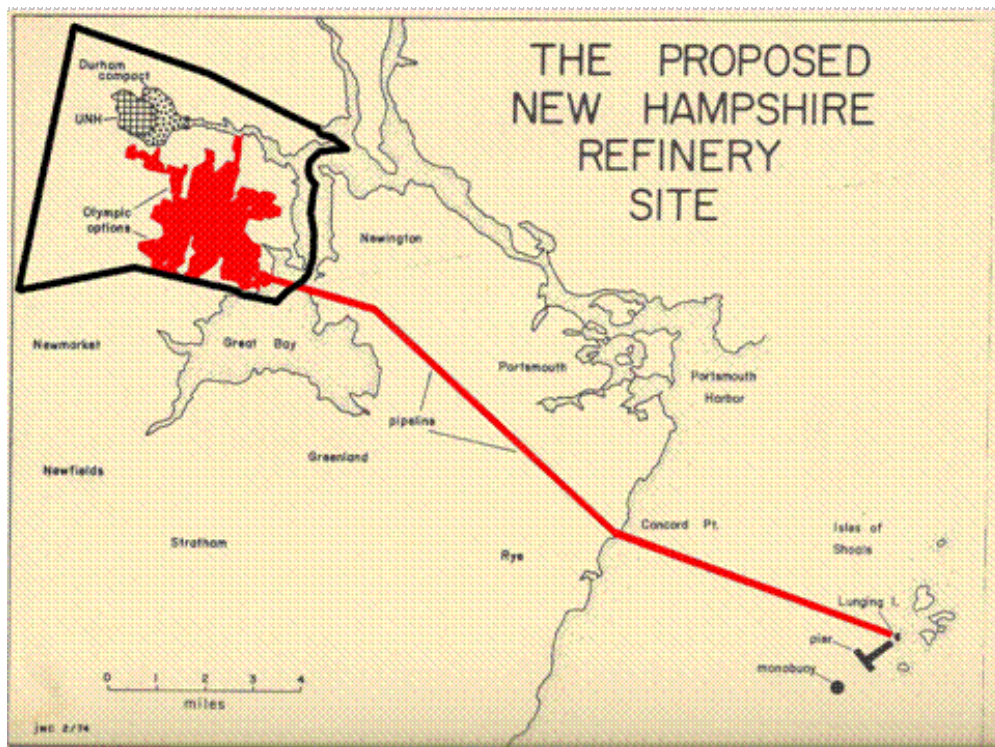 THE PROPOSED
NEW HAMPSHIRE
REFINERY
SITE
Durham
compact
UNH
Olympic
options
Newington
Newmarket
Great Bay
Portsmouth
Portsmouth
Harbor
pipeline
Greenland
Newfields
Stratham
Rye
Concord Pt.
Isles of
Shoals
Lunging I.
pier
monobuoy
0 1 2 3 4
miles
jwc 2/74